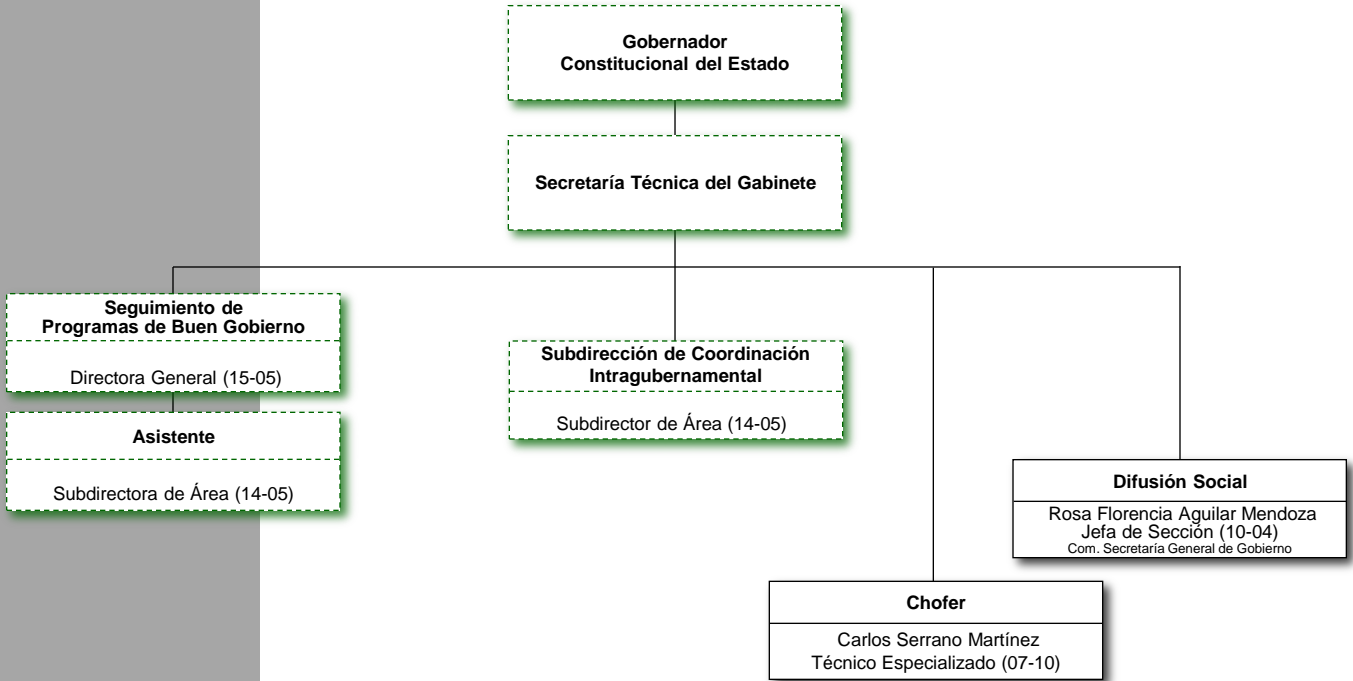 Gobernador
Constitucional del Estado
Secretaría Técnica del Gabinete
Seguimiento de
Programas de Buen Gobierno
Directora General (15-05)
Asistente
Subdirectora de Área (14-05)
Subdirección de Coordinación
Intragubernamental
Subdirector de Área (14-05)
Difusión Social
Rosa Florencia Aguilar Mendoza
Jefa de Sección (10-04)
Com. Secretaría General de Gobierno
Chofer
Carlos Serrano Martínez
Técnico Especializado (07-10)